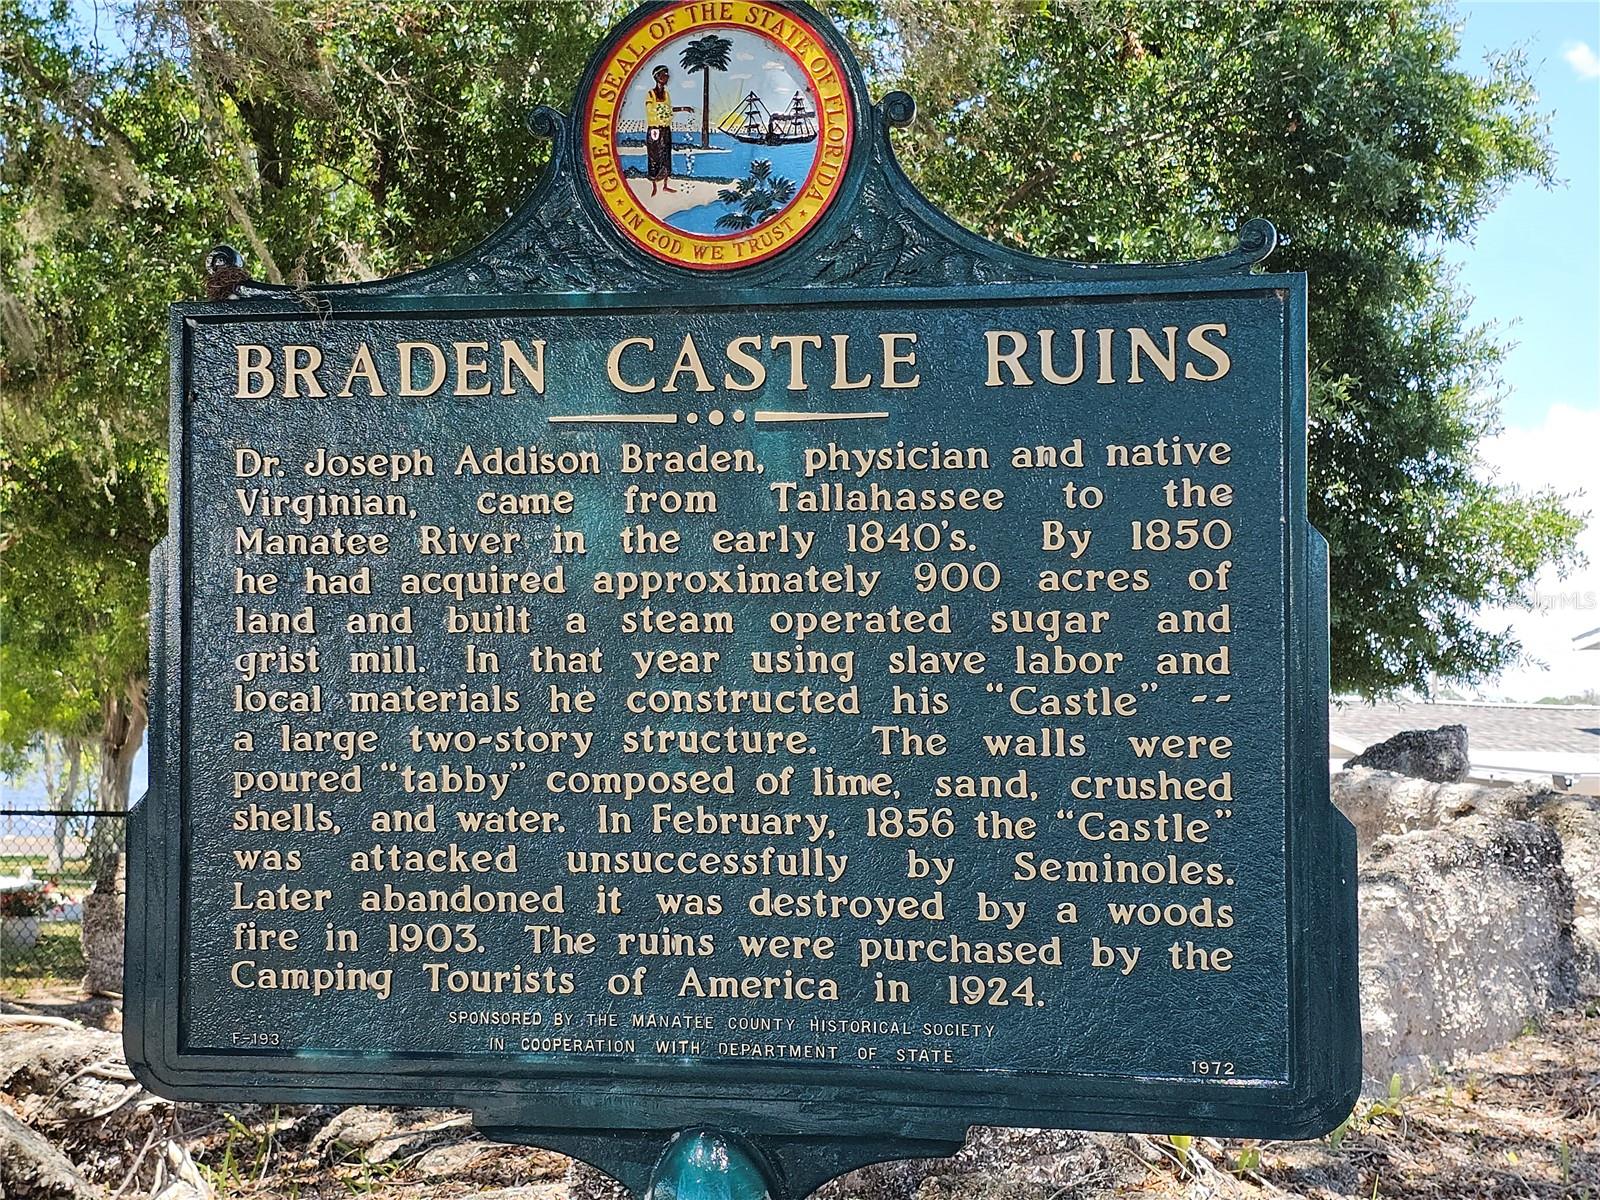 GREAT SEAL OF THE STATE OF FLORIDA
IN GOD WE TRUST
BRADEN CASTLE RUINS
Dr. Joseph Addison Braden, physician and native
Virginian, came from Tallahassee to the
Manatee River in the early 1840's. By 1850
he had acquired approximately 900 acres of
land and built a steam operated sugar and
grist mill. In that year using slave labor and
local materials he constructed his "Castle" --
a large two-story structure. The walls were
poured "tabby" composed of lime, sand, crushed
shells, and water. In February, 1856 the "Castle"
was attacked unsuccessfully by Seminoles.
Later abandoned it was destroyed by a woods
fire in 1903. The ruins were purchased by the
Camping Tourists of America in 1924.
SPONSORED BY THE MANATEE COUNTY HISTORICAL SOCIETY
IN COOPERATION WITH DEPARTMENT OF STATE
F-193
1972